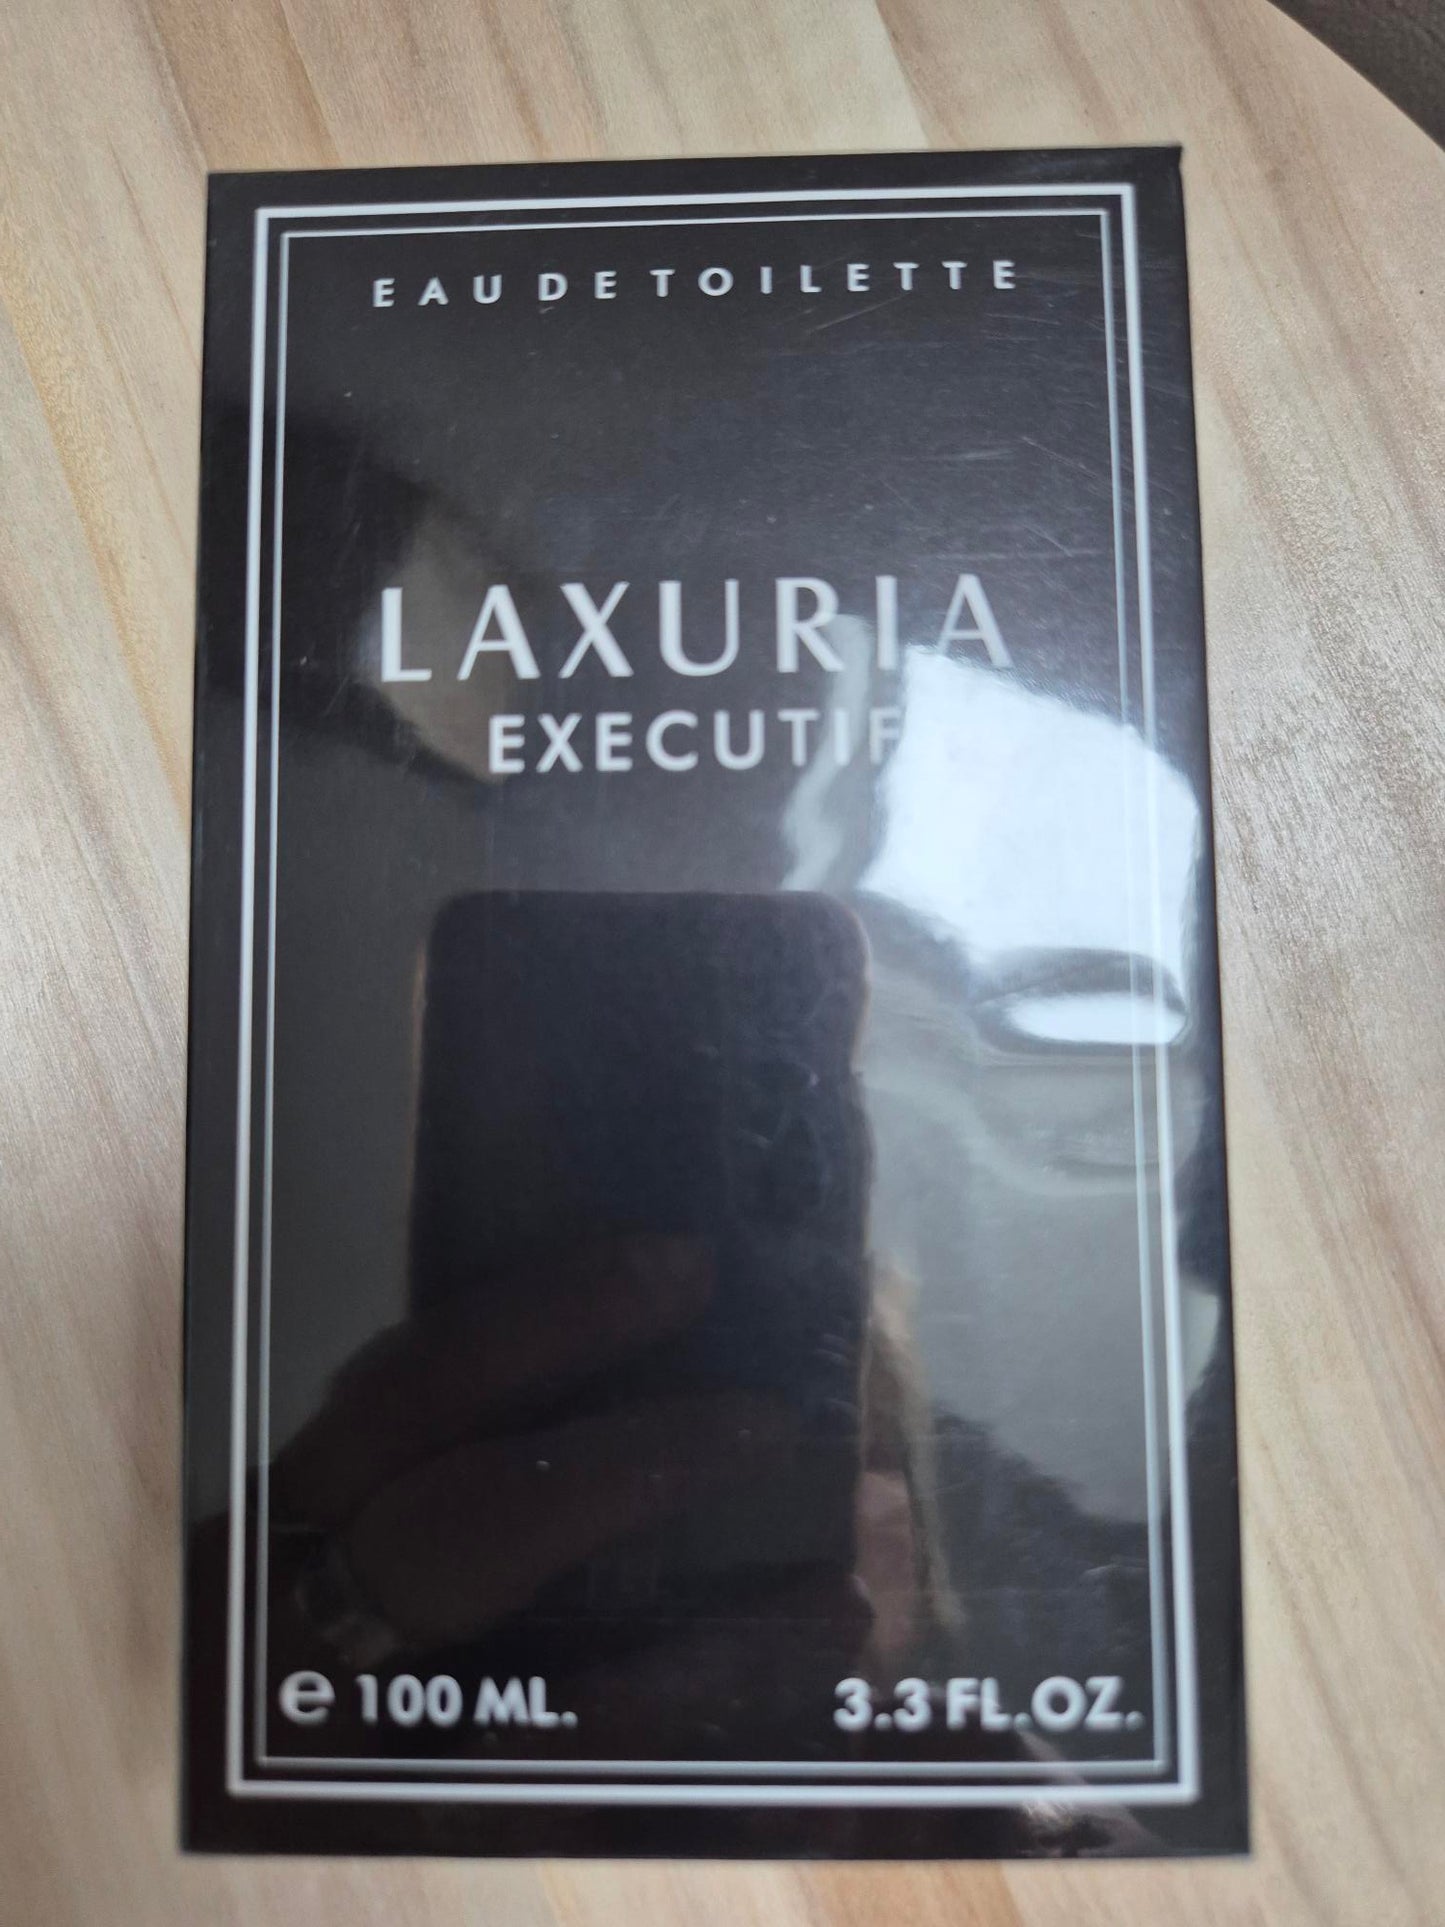 EAU DE TOILETTE
LAXURIA
EXECUTIF
e 100 ML.
3.3 FL.OZ.